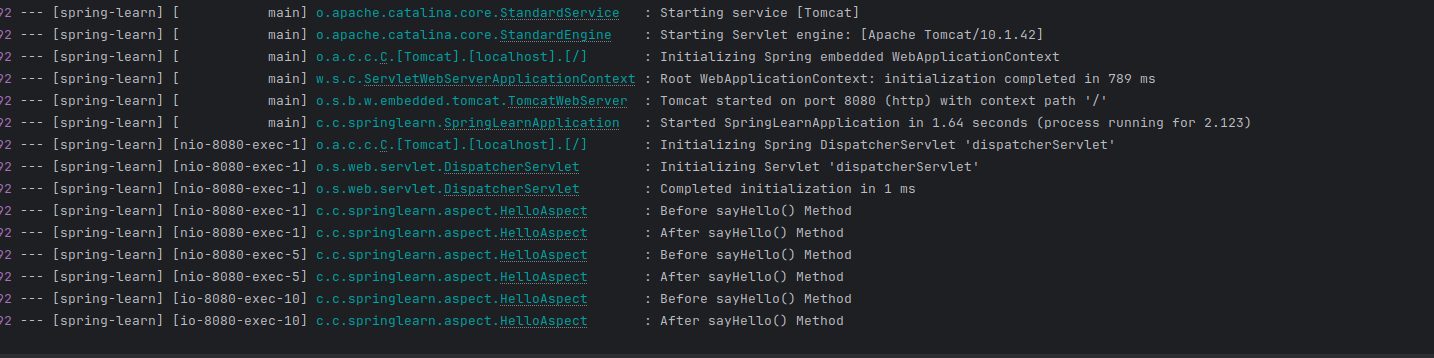 92 --- [spring-learn] [           main] o.apache.catalina.core.StandardService   : Starting service [Tomcat]
92 --- [spring-learn] [           main] o.apache.catalina.core.StandardEngine    : Starting Servlet engine: [Apache Tomcat/10.1.42]
92 --- [spring-learn] [           main] o.a.c.c.C.[Tomcat].[localhost].[/]       : Initializing Spring embedded WebApplicationContext
92 --- [spring-learn] [           main] w.s.c.ServletWebServerApplicationContext : Root WebApplicationContext: initialization completed in 789 ms
92 --- [spring-learn] [           main] o.s.b.w.embedded.tomcat.TomcatWebServer  : Tomcat started on port 8080 (http) with context path '/'
92 --- [spring-learn] [           main] c.c.springlearn.SpringLearnApplication   : Started SpringLearnApplication in 1.64 seconds (process running for 2.123)
92 --- [spring-learn] [nio-8080-exec-1] o.a.c.c.C.[Tomcat].[localhost].[/]       : Initializing Spring DispatcherServlet 'dispatcherServlet'
92 --- [spring-learn] [nio-8080-exec-1] o.s.web.servlet.DispatcherServlet        : Initializing Servlet 'dispatcherServlet'
92 --- [spring-learn] [nio-8080-exec-1] o.s.web.servlet.DispatcherServlet        : Completed initialization in 1 ms
92 --- [spring-learn] [nio-8080-exec-1] c.c.springlearn.aspect.HelloAspect       : Before sayHello() Method
92 --- [spring-learn] [nio-8080-exec-1] c.c.springlearn.aspect.HelloAspect       : After sayHello() Method
92 --- [spring-learn] [nio-8080-exec-5] c.c.springlearn.aspect.HelloAspect       : Before sayHello() Method
92 --- [spring-learn] [nio-8080-exec-5] c.c.springlearn.aspect.HelloAspect       : After sayHello() Method
92 --- [spring-learn] [io-8080-exec-10] c.c.springlearn.aspect.HelloAspect       : Before sayHello() Method
92 --- [spring-learn] [io-8080-exec-10] c.c.springlearn.aspect.HelloAspect       : After sayHello() Method